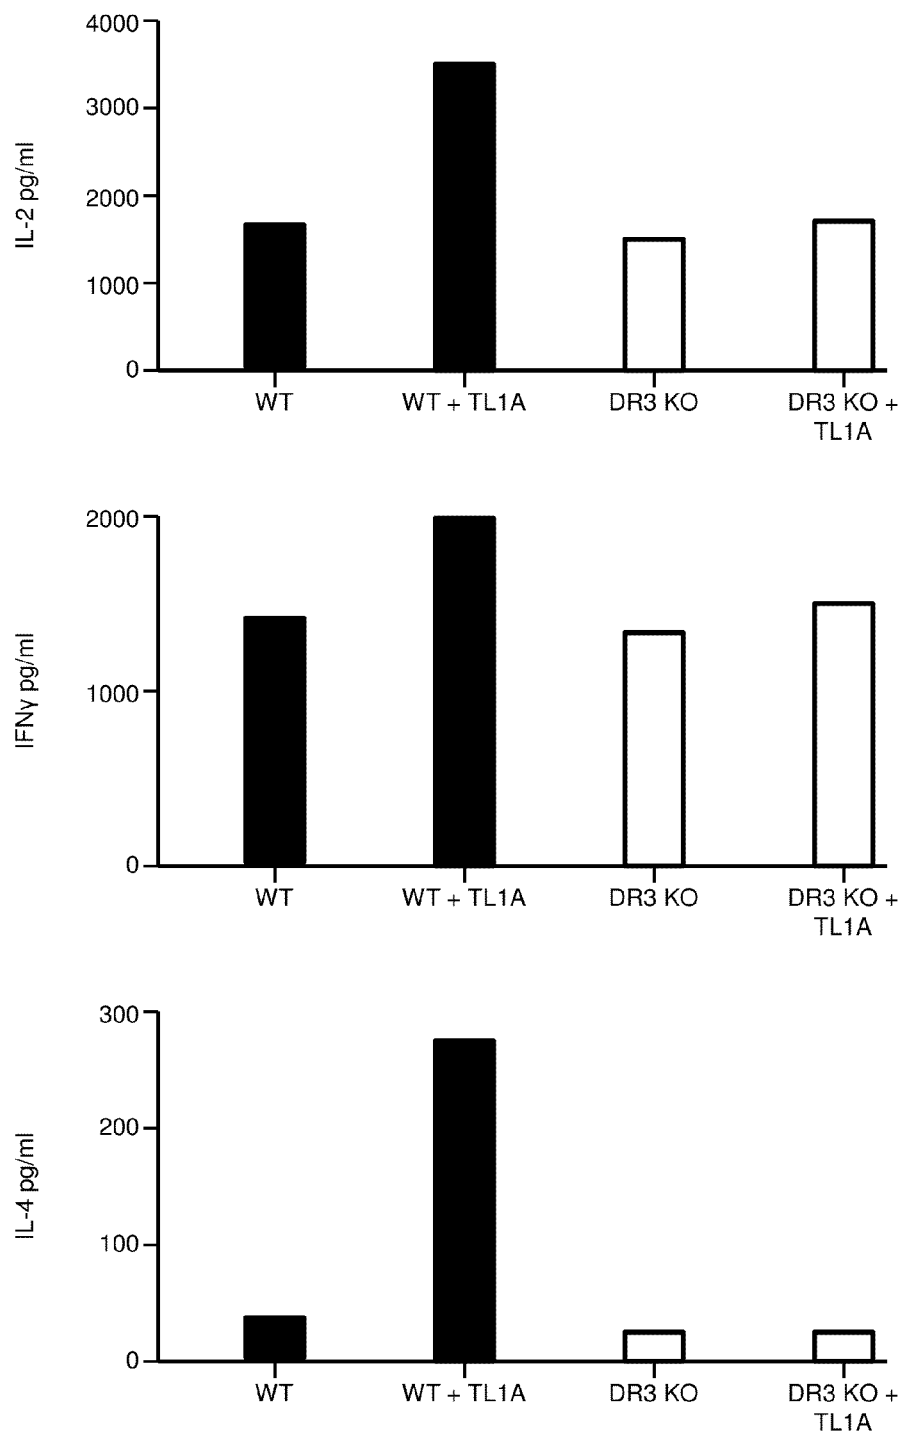 4000
3000
2000
1000
0
IL-2 pg/ml
WT
WT + TL1A
DR3 KO
DR3 KO +
TL1A
2000
1000
0
IFNγ pg/ml
WT
WT + TL1A
DR3 KO
DR3 KO +
TL1A
300
200
100
0
IL-4 pg/ml
WT
WT + TL1A
DR3 KO
DR3 KO +
TL1A